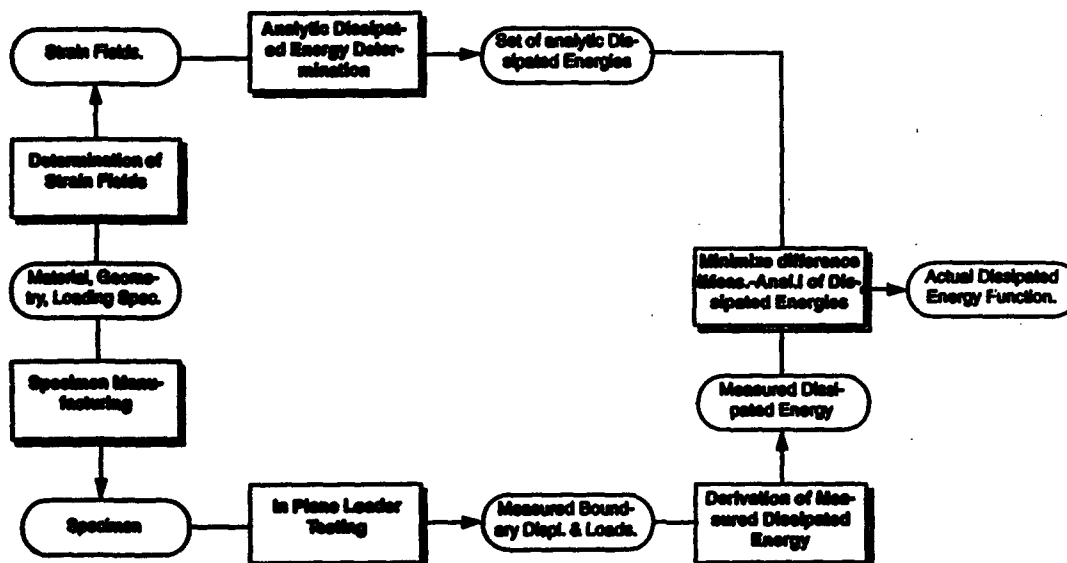 Strain Fields.
Analytic Dissipat-
ed Energy Deter-
mination
Set of analytic Dis-
sipated Energies
Determination of
Strain Fields
Material, Geome-
try, Loading Spec.
Minimize difference
of Dis-
sipated Energies
Actual Dissipated
Energy Function.
Specimen Manu-
facturing
Measured Dissi-
pated Energy
Specimen
In Plane Loader
Testing
Measured Bound-
ary Displ. & Loads.
Derivation of Mea-
sured Dissipated
Energy